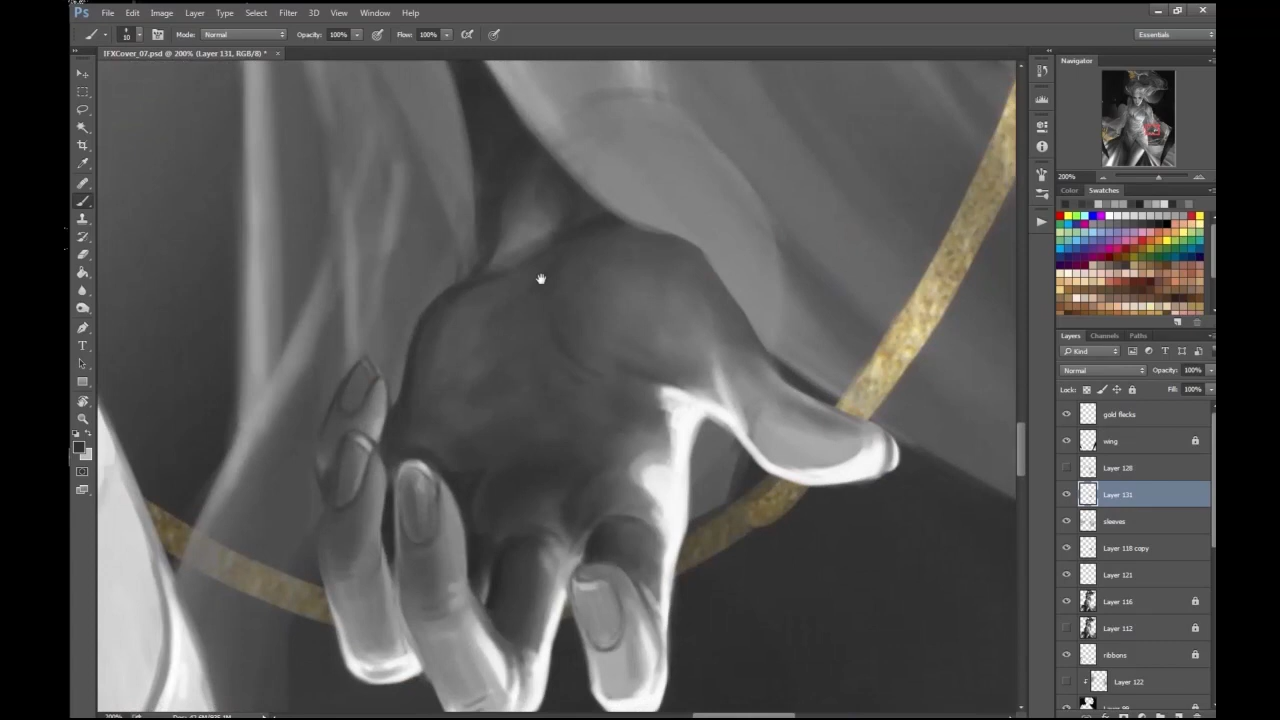 Ps File Edit Image Layer Type Select Filter 3D View Window Help
10 Mode: Normal Opacity: 100% Flow: 100% Essentials
IFXCover_07.psd @ 200% (Layer 131, RGB/8) *
Navigator
200%
Color Swatches
Layers Channels Paths
Kind
Normal Opacity: 100%
Lock: Fill: 100%
gold flecks
wing
Layer 128
Layer 131
sleeves
Layer 118 copy
Layer 121
Layer 116
Layer 112
ribbons
Layer 122
200%